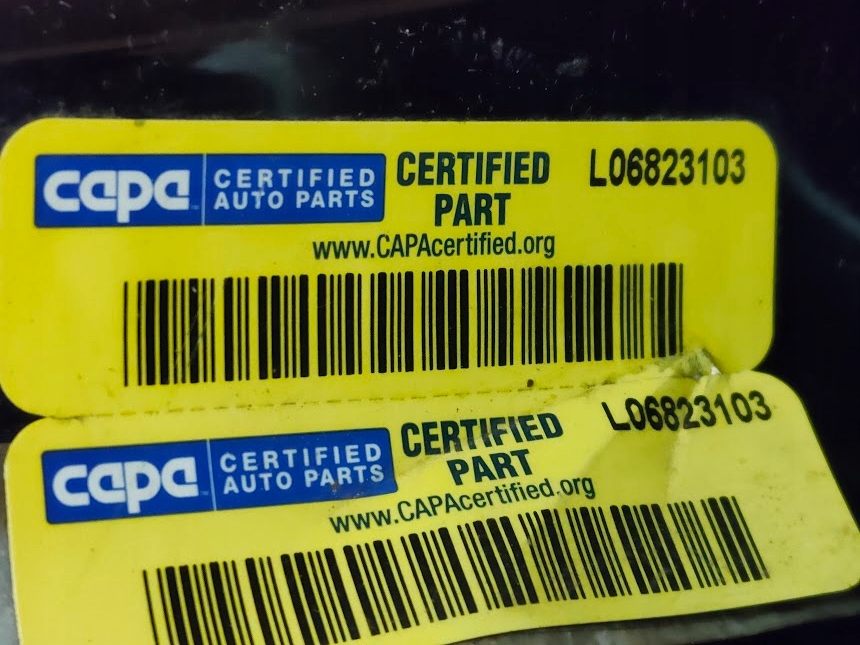 capa CERTIFIED AUTO PARTS
CERTIFIED PART
L06823103
www.CAPAcertified.org
capa CERTIFIED AUTO PARTS
CERTIFIED PART
L06823103
www.CAPAcertified.org